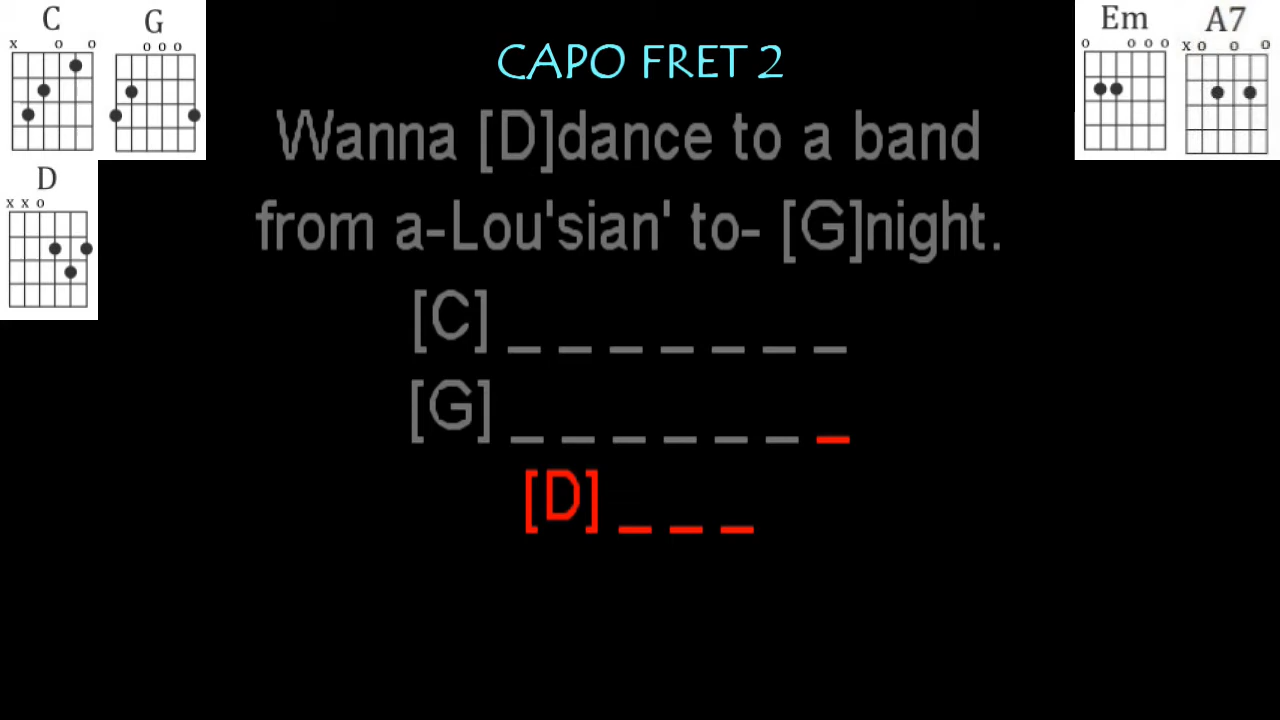 C G
x o o o o o
Em A7
o o o o x o o o
CAPO FRET 2
Wanna [D]dance to a band
from a-Lou'sian' to- [G]night.
D
x x o
[C] _ _ _ _ _ _ _
[G] _ _ _ _ _ _ _
[D] _ _ _